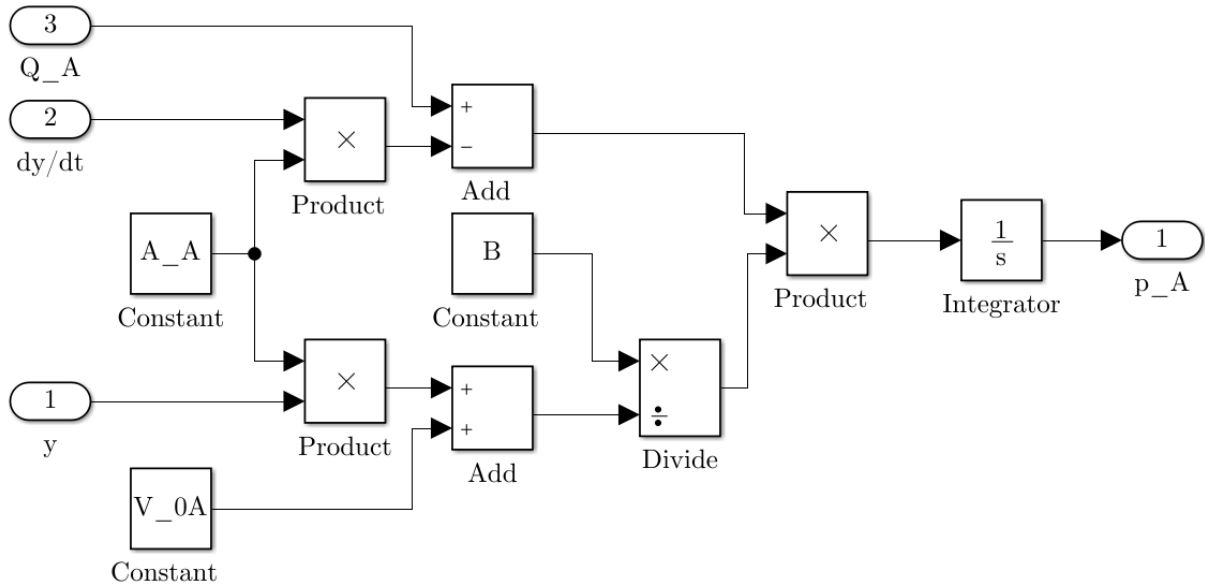 3
Q_A
2
dy/dt
×
Product
+
−
Add
A_A
Constant
B
Constant
×
Product
1
s
Integrator
1
p_A
1
y
×
Product
+
+
Add
×
÷
Divide
V_0A
Constant